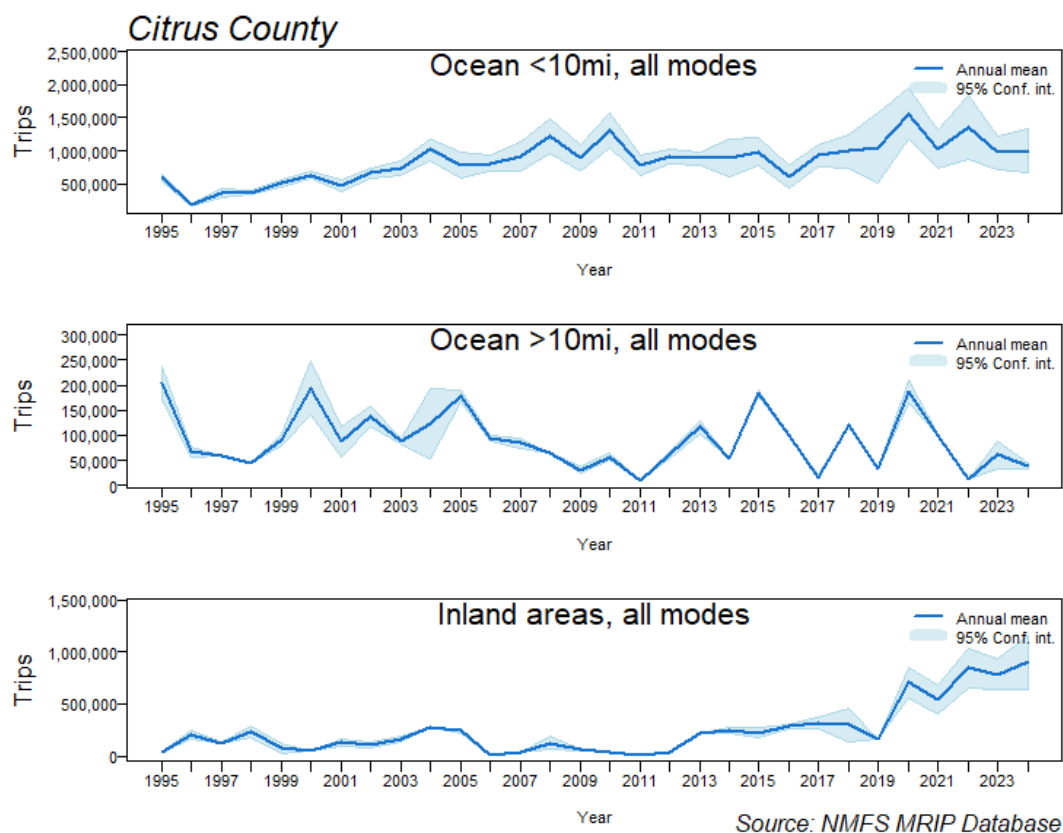 Citrus County
Ocean <10mi, all modes
Annual mean
95% Conf. int.
Trips
2,500,000
2,000,000
1,500,000
1,000,000
500,000
1995 1997 1999 2001 2003 2005 2007 2009 2011 2013 2015 2017 2019 2021 2023
Year
Ocean >10mi, all modes
Annual mean
95% Conf. int.
Trips
300,000
250,000
200,000
150,000
100,000
50,000
0
1995 1997 1999 2001 2003 2005 2007 2009 2011 2013 2015 2017 2019 2021 2023
Year
Inland areas, all modes
Annual mean
95% Conf. int.
Trips
1,500,000
1,000,000
500,000
0
1995 1997 1999 2001 2003 2005 2007 2009 2011 2013 2015 2017 2019 2021 2023
Year
Source: NMFS MRIP Database